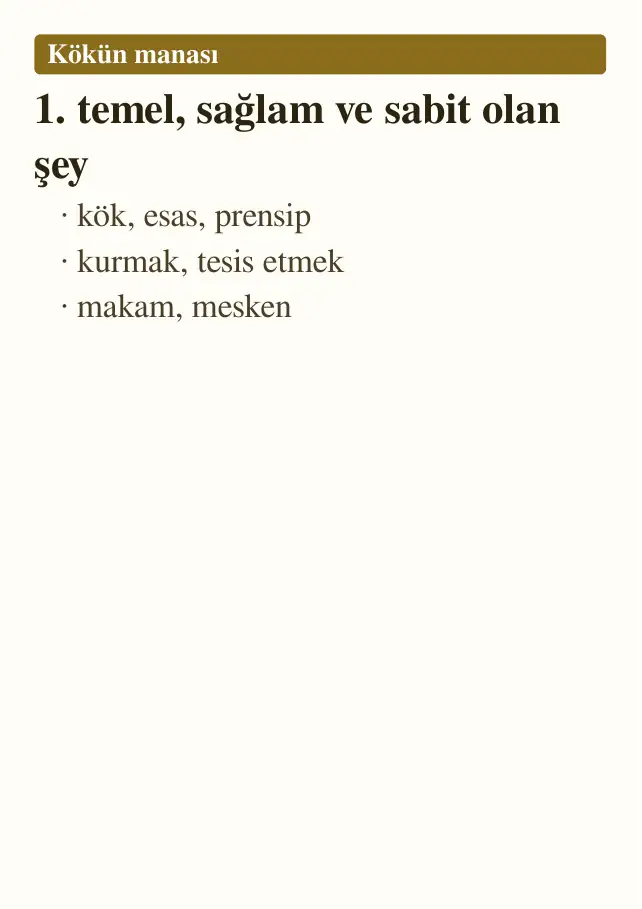 Kökün manası
1. temel, sağlam ve sabit olan
şey
· kök, esas, prensip
· kurmak, tesis etmek
· makam, mesken